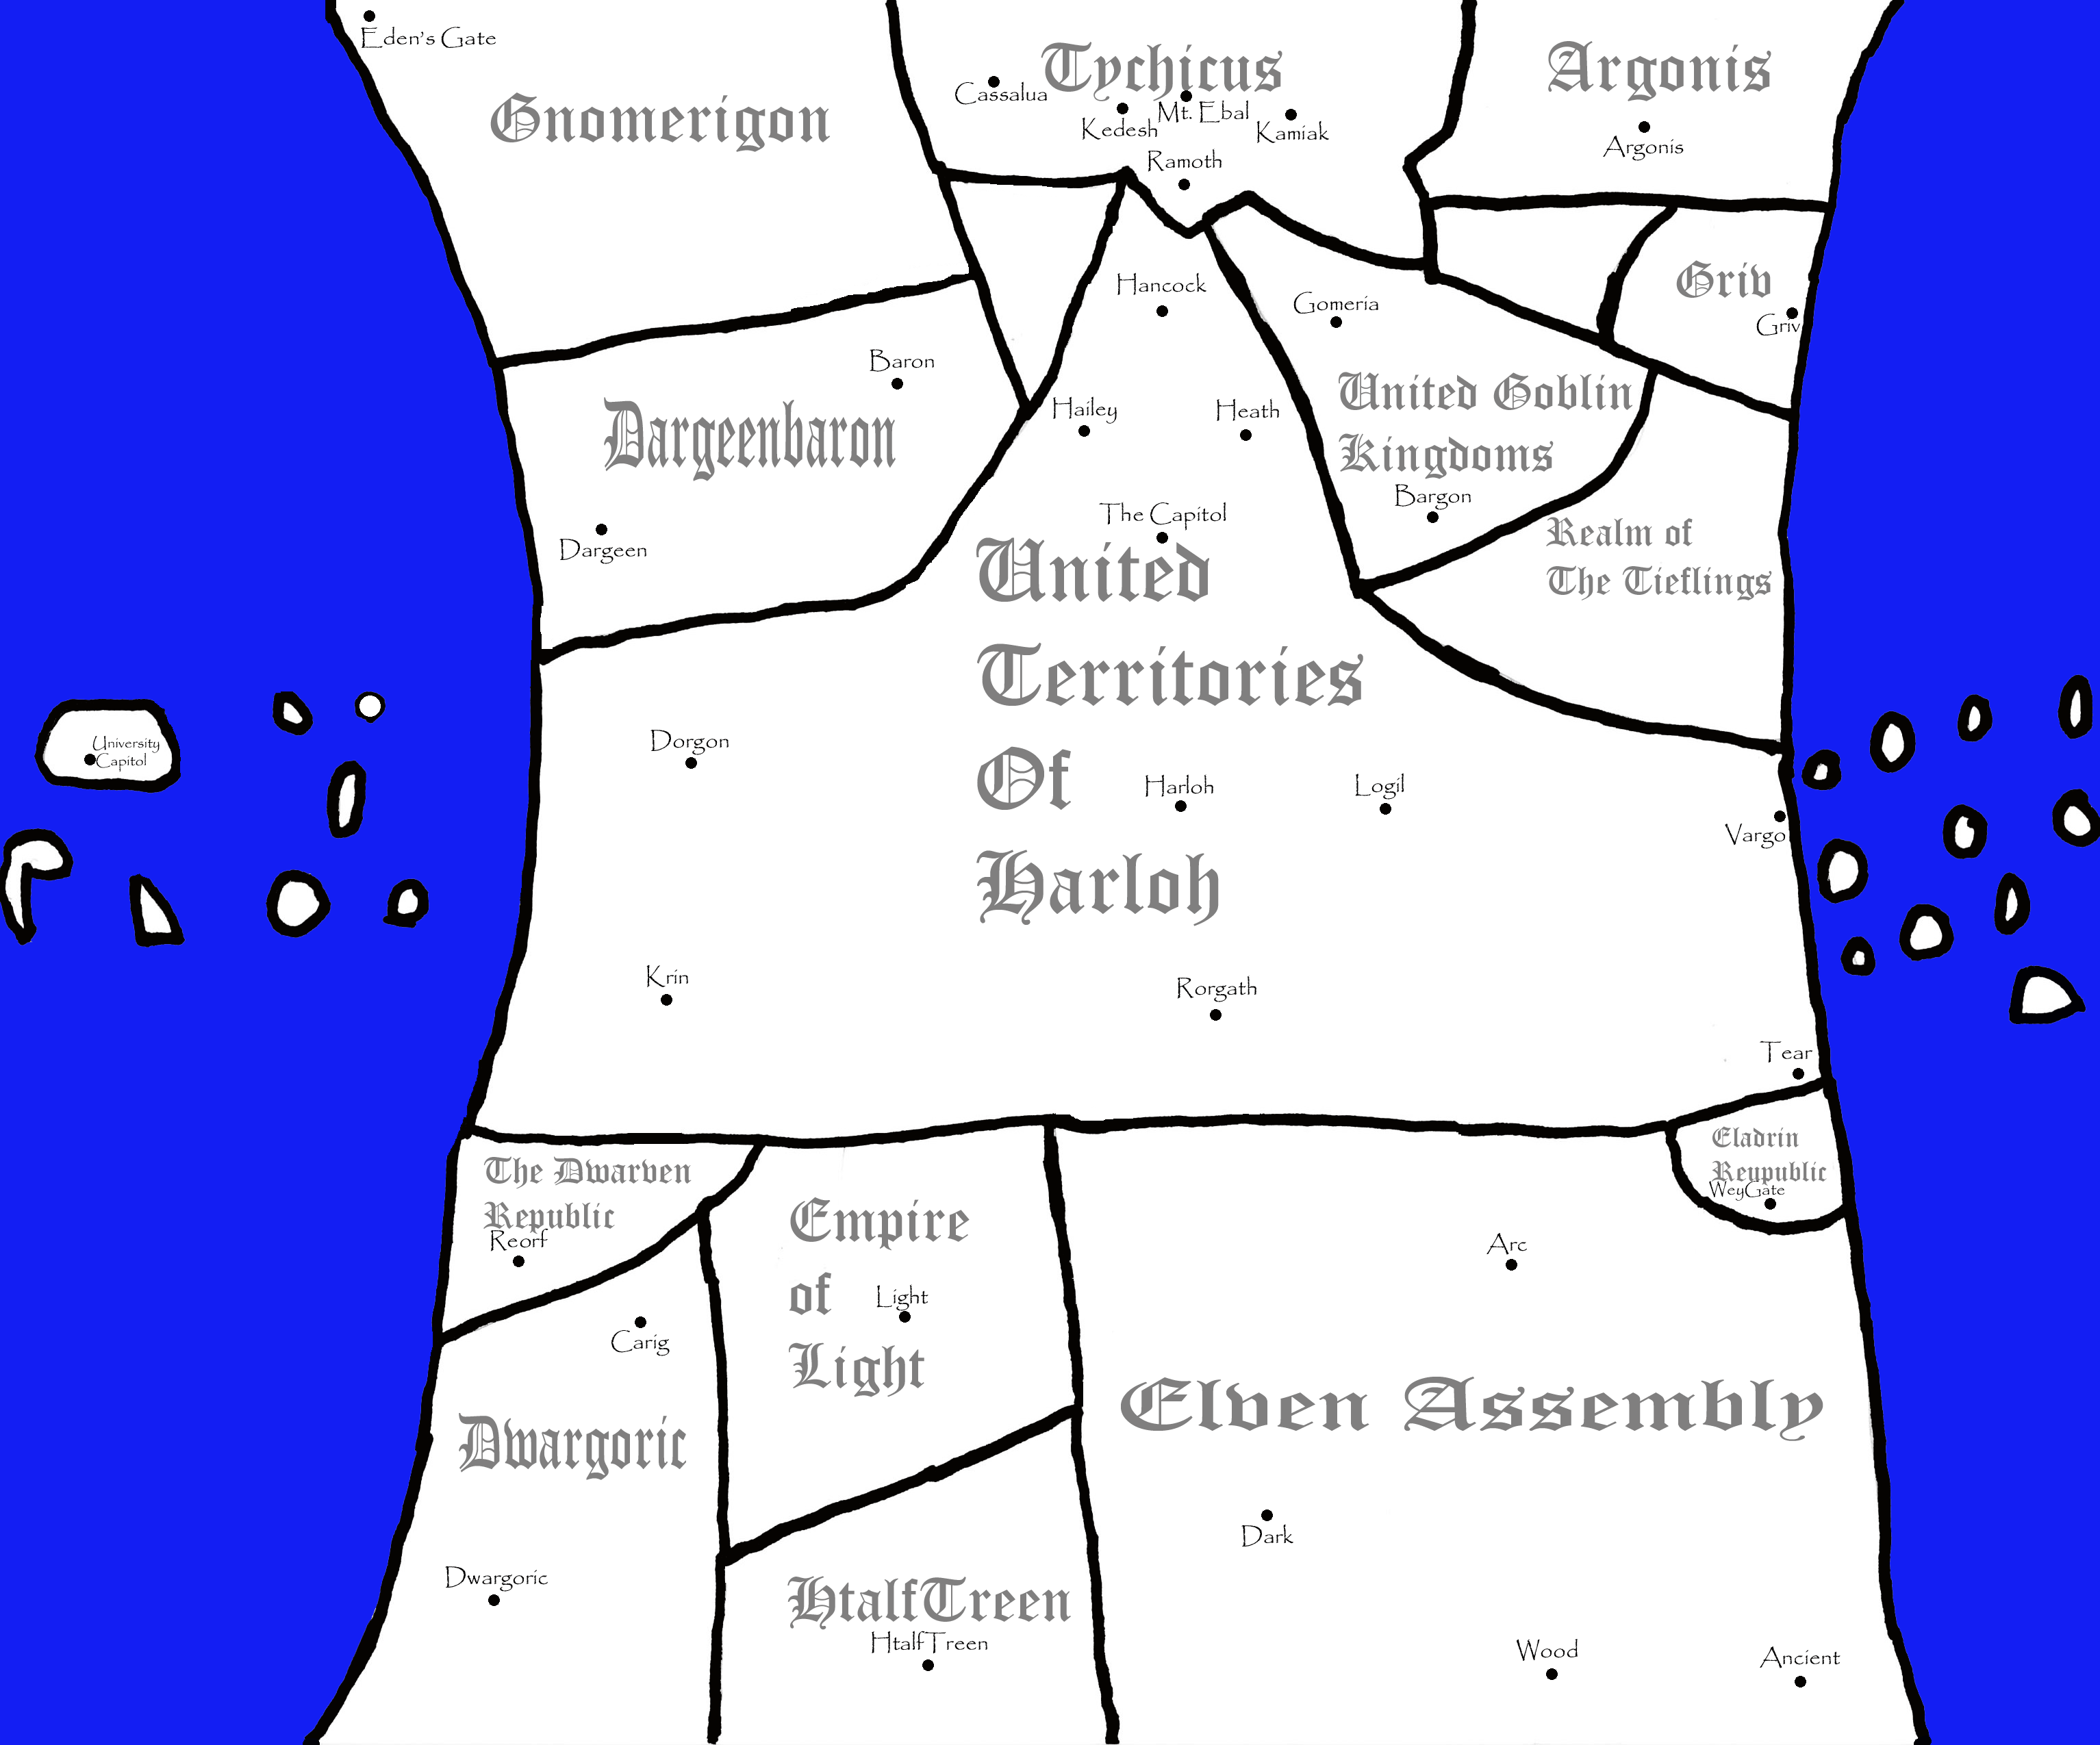 Eden's Gate
Gnomerigon
Tychicus
Cassalua
Kedesh
Mt. Ebal
Kamiak
Ramoth
Argonis
Argonis
Griv
Griv
Hancock
Gomeria
Baron
Dargeenbaron
Dargeen
Hailey
Heath
United Goblin
Kingdoms
Bargon
The Capitol
Realm of
The Tieflings
United
Territories
Of
Harloh
University
Capitol
Dorgon
Harloh
Logil
Vargo
Krin
Rorgath
Tear
The Dwarven
Republic
Reorf
Empire
of
Light
Light
Eladrin
Reupublic
WeyGate
Arc
Carig
Dwargoric
Elven Assembly
Dark
Dwargoric
HtalfTreen
HtalfTreen
Wood
Ancient